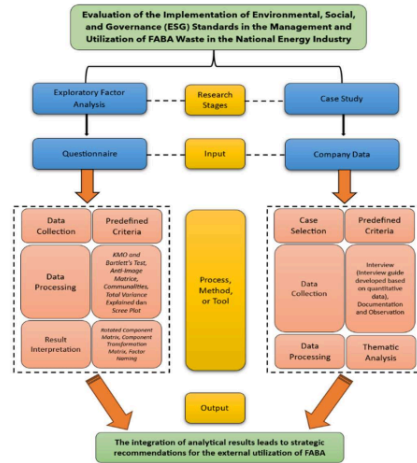 Evaluation of the Implementation of Environmental, Social,
and Governance (ESG) Standards in the Management and
Utilization of FABA Waste in the National Energy Industry
Exploratory Factor
Analysis
Research
Stages
Case Study
Questionnaire
Input
Company Data
Data
Collection
Predefined
Criteria
Data
Processing
KMO and
Bartlett's Test,
Anti-Image
Matrice,
Communalities,
Total Variance
Explained dan
Scree Plot
Result
Interpretation
Rotated Component
Matrix, Component
Transformation
Matrix, Factor
Naming
Process,
Method,
or Tool
Case
Selection
Predefined
Criteria
Data
Collection
Interview
(Interview guide
developed based
on quantitative
data),
Documentation
and Observation
Data
Processing
Thematic
Analysis
Output
The integration of analytical results leads to strategic
recommendations for the external utilization of FABA